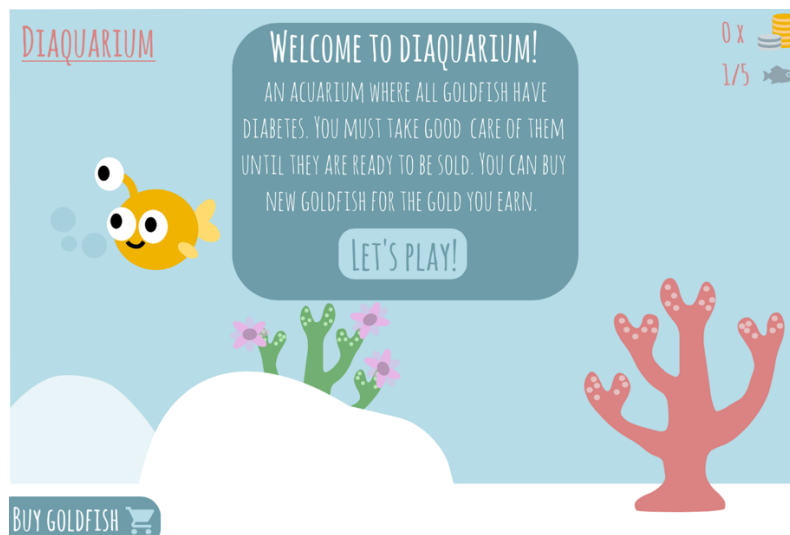 Diaquarium
Welcome to diaquarium!
an acuarium where all goldfish have
diabetes. You must take good care of them
until they are ready to be sold. You can buy
new goldfish for the gold you earn.
Let's play!
0 x
1/5
Buy goldfish